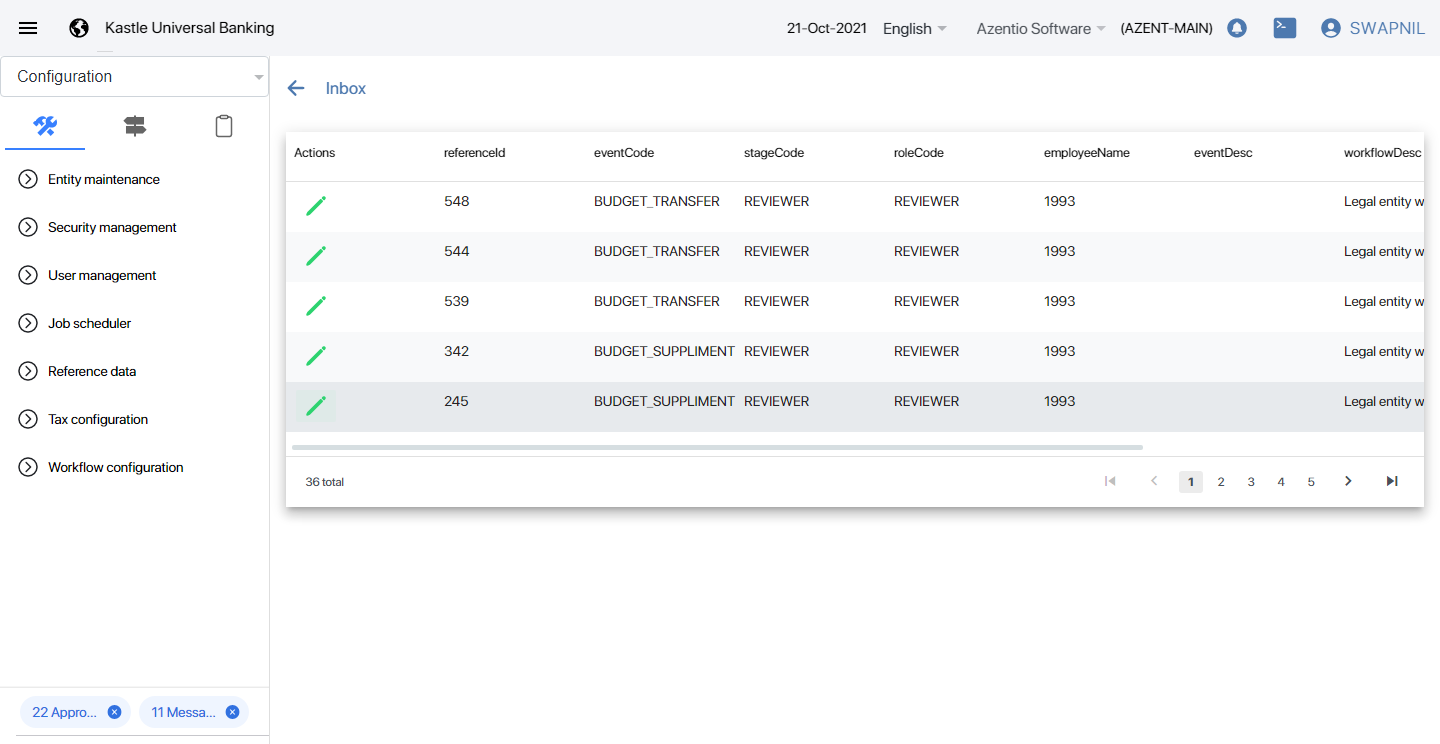 Kastle Universal Banking
21-Oct-2021 English Azentio Software (AZENT-MAIN) SWAPNIL
Configuration
Entity maintenance
Security management
User management
Job scheduler
Reference data
Tax configuration
Workflow configuration
22 Appro... 11 Messa...
Inbox
Actions referenceId eventCode stageCode roleCode employeeName eventDesc workflowDesc
548 BUDGET_TRANSFER REVIEWER REVIEWER 1993 Legal entity w
544 BUDGET_TRANSFER REVIEWER REVIEWER 1993 Legal entity w
539 BUDGET_TRANSFER REVIEWER REVIEWER 1993 Legal entity w
342 BUDGET_SUPPLIMENT REVIEWER REVIEWER 1993 Legal entity w
245 BUDGET_SUPPLIMENT REVIEWER REVIEWER 1993 Legal entity w
36 total 1 2 3 4 5